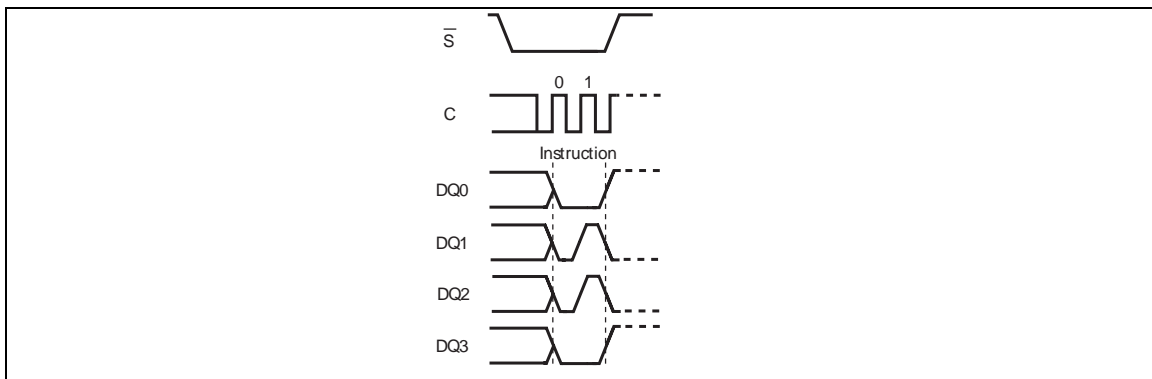 S̅
0 1
C
Instruction
DQ0
DQ1
DQ2
DQ3